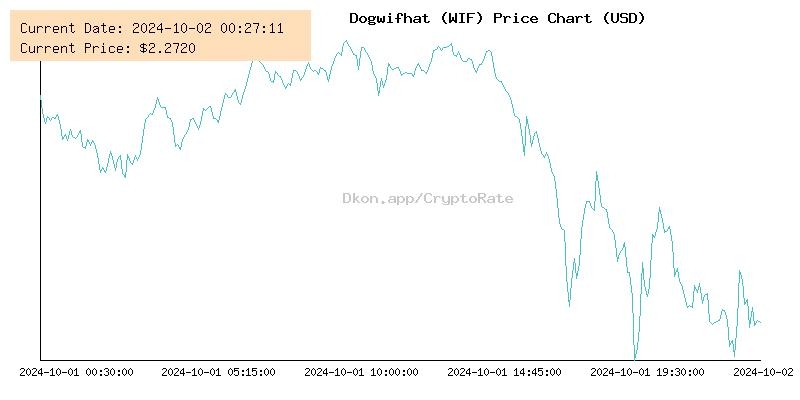 Dogwifhat (WIF) Price Chart (USD)
Current Date: 2024-10-02 00:27:11
Current Price: $2.2720
Dkon.app/CryptoRate
2024-10-01 00:30:00 2024-10-01 05:15:00 2024-10-01 10:00:00 2024-10-01 14:45:00 2024-10-01 19:30:00 2024-10-02